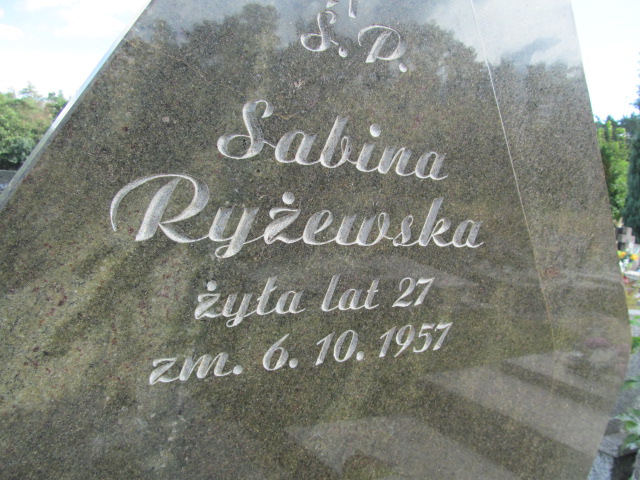 Ś. P.
Sabina
Ryżewska
żyła lat 27
zm. 6. 10. 1957